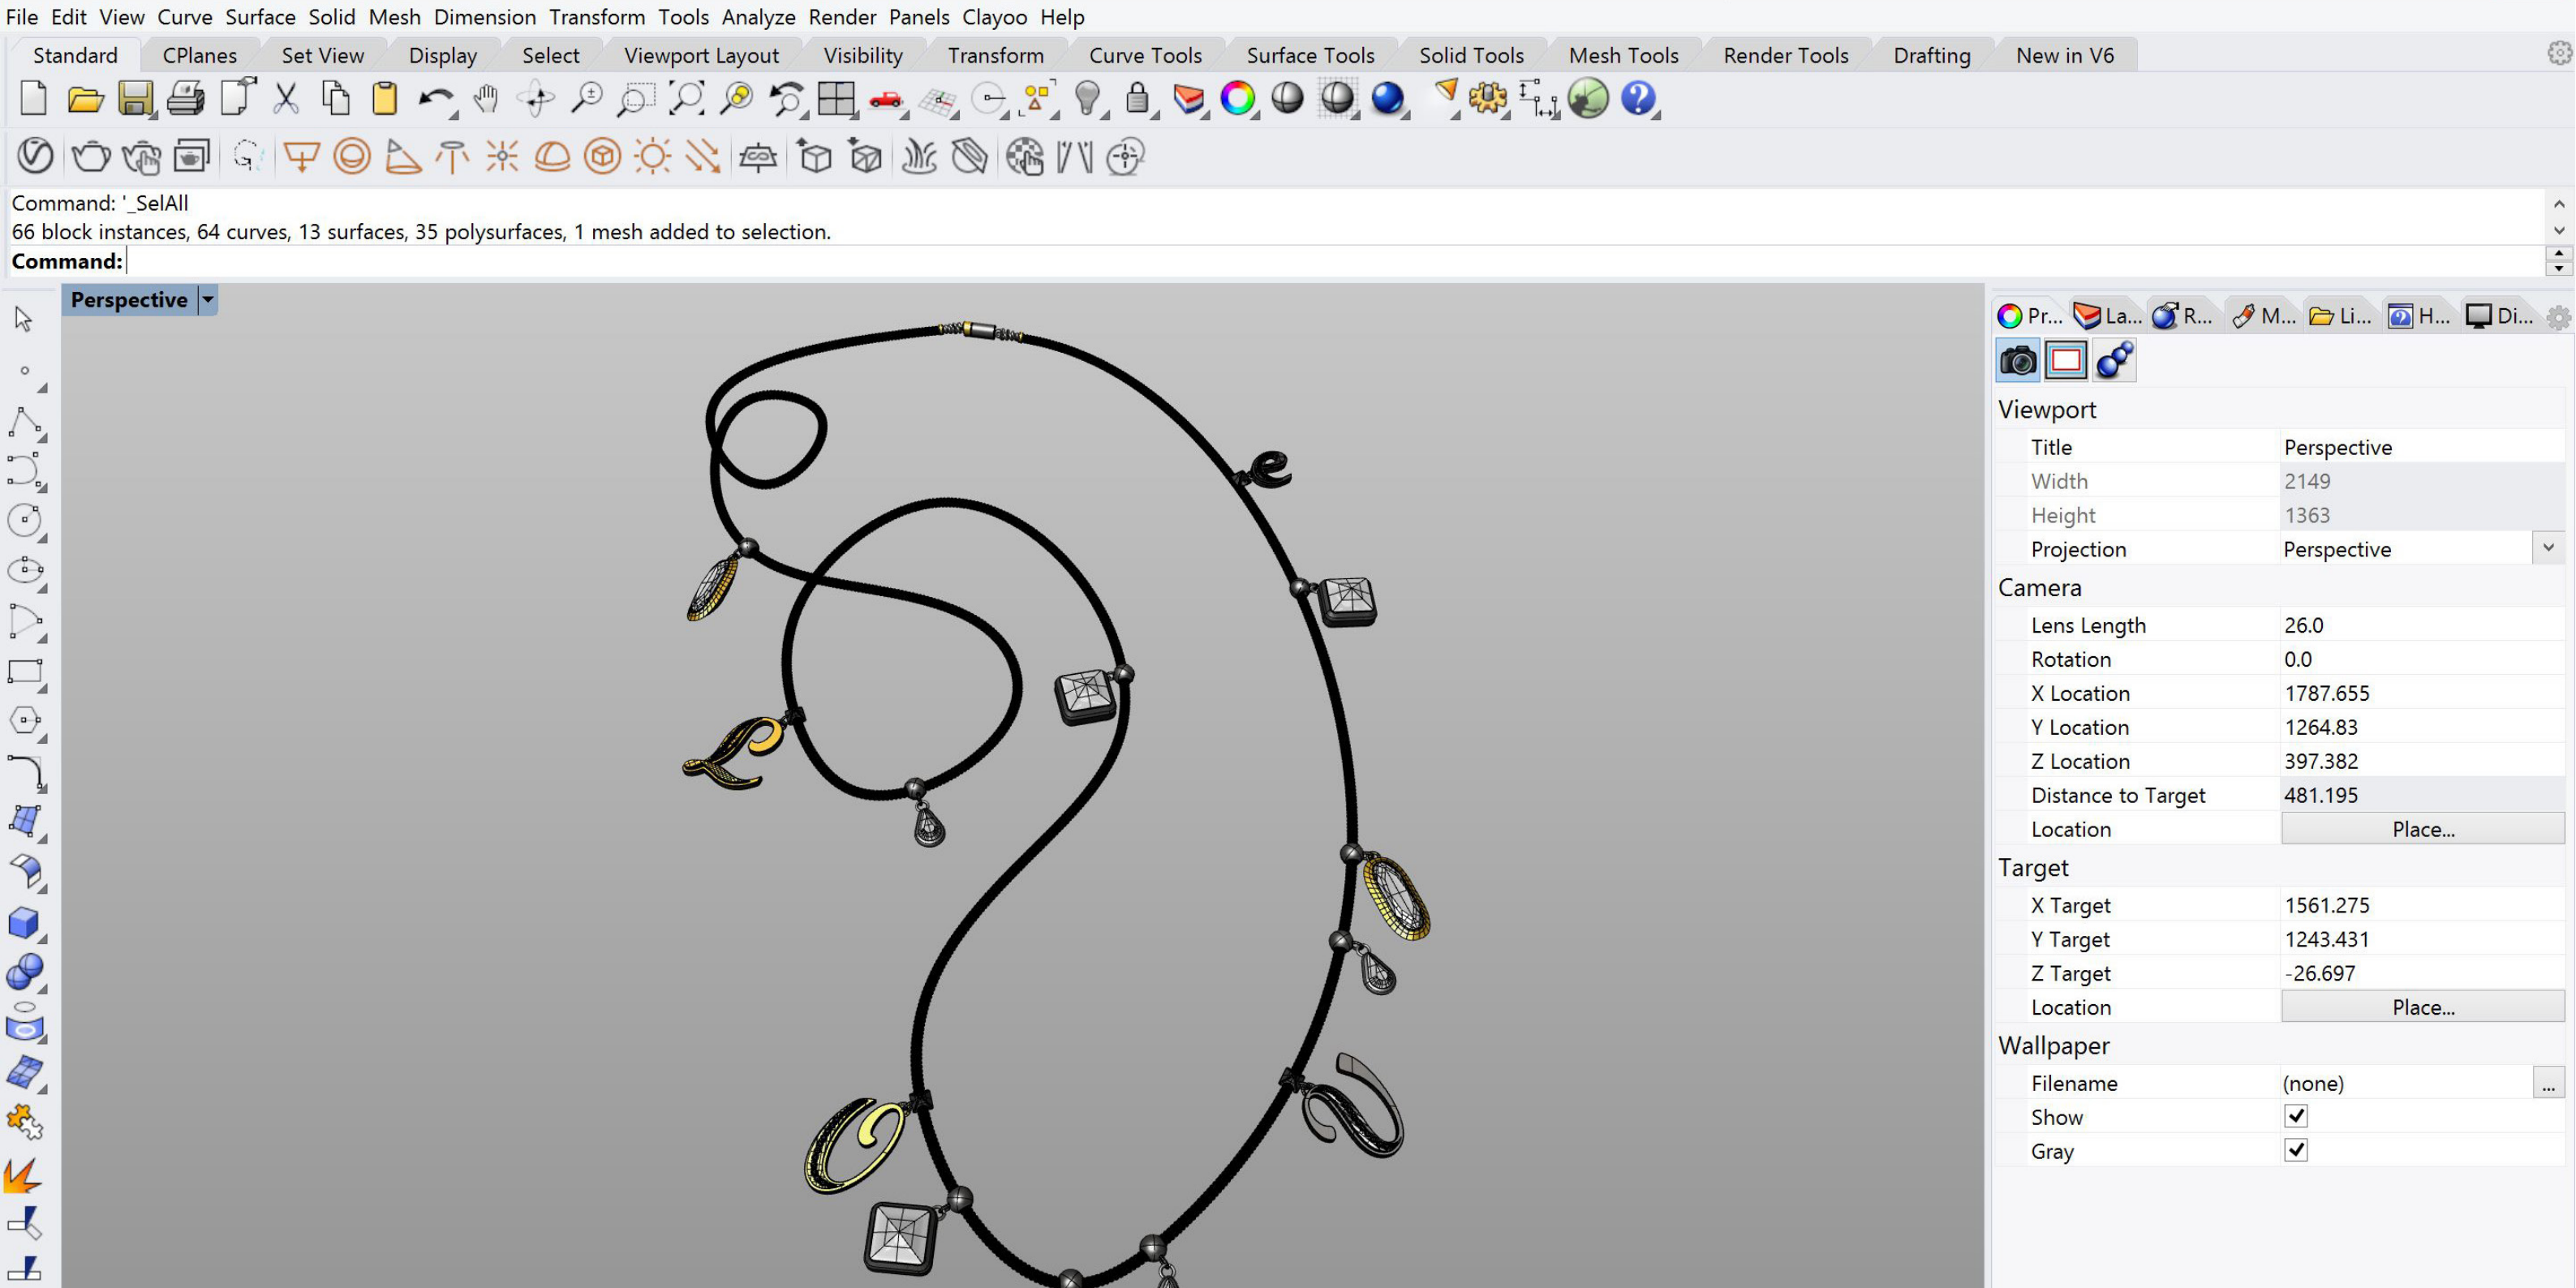 File Edit View Curve Surface Solid Mesh Dimension Transform Tools Analyze Render Panels Clayoo Help
Standard CPlanes Set View Display Select Viewport Layout Visibility Transform Curve Tools Surface Tools Solid Tools Mesh Tools Render Tools Drafting New in V6
Command: '_SelAll
66 block instances, 64 curves, 13 surfaces, 35 polysurfaces, 1 mesh added to selection.
Command:
Perspective
Pr... La... R... M... Li... H... Di...
Viewport
Title Perspective
Width 2149
Height 1363
Projection Perspective
Camera
Lens Length 26.0
Rotation 0.0
X Location 1787.655
Y Location 1264.83
Z Location 397.382
Distance to Target 481.195
Location Place...
Target
X Target 1561.275
Y Target 1243.431
Z Target -26.697
Location Place...
Wallpaper
Filename (none) ...
Show
Gray
e
L
C